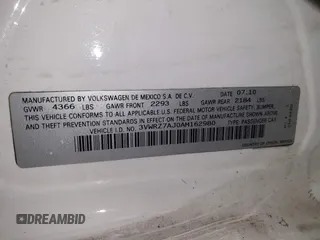 MANUFACTURED BY VOLKSWAGEN DE MEXICO S.A. DE C.V. 07.10
GVWR 4366 LBS GAWR FRONT 2293 LBS GAWR REAR 2184 LBS
THIS VEHICLE CONFORMS TO ALL APPLICABLE U.S. FEDERAL MOTOR VEHICLE SAFETY, BUMPER,
AND THEFT PREVENTION STANDARDS IN EFFECT ON THE DATE OF MANUFACTURE SHOWN ABOVE.
VEHICLE I.D. NO.: 3VWRZ7AJ0AM162980 TYPE: PASSENGER CAR
DREAMBID